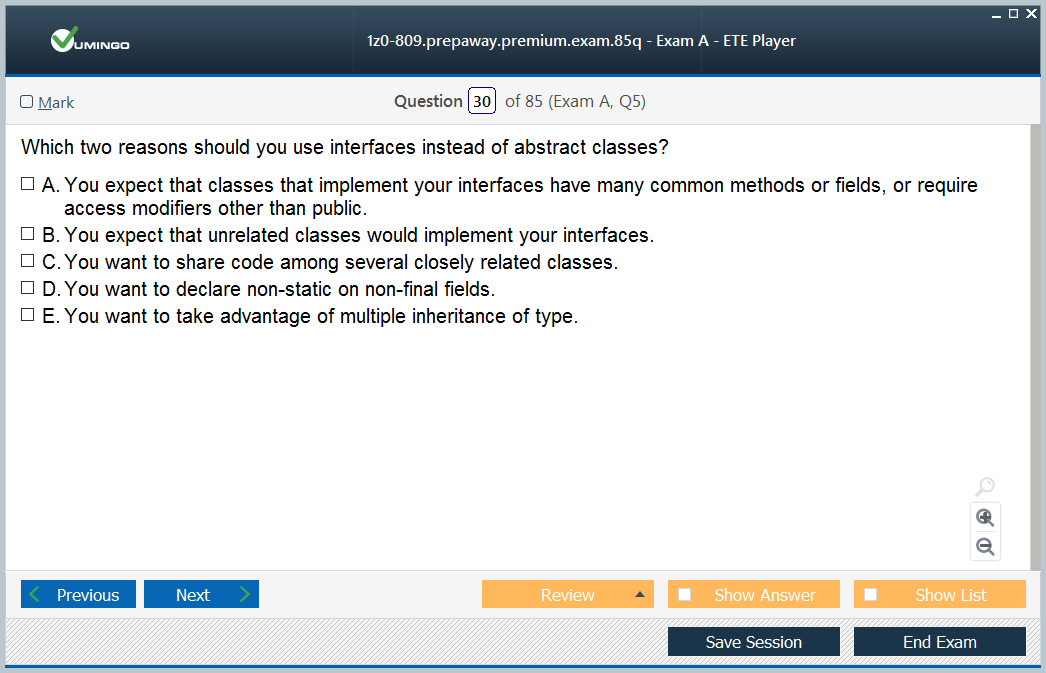 VUMINGO
1z0-809.prepaway.premium.exam.85q - Exam A - ETE Player
Mark
Question 30 of 85 (Exam A, Q5)
Which two reasons should you use interfaces instead of abstract classes?
A. You expect that classes that implement your interfaces have many common methods or fields, or require
access modifiers other than public.
B. You expect that unrelated classes would implement your interfaces.
C. You want to share code among several closely related classes.
D. You want to declare non-static on non-final fields.
E. You want to take advantage of multiple inheritance of type.
Previous Next Review Show Answer Show List
Save Session End Exam